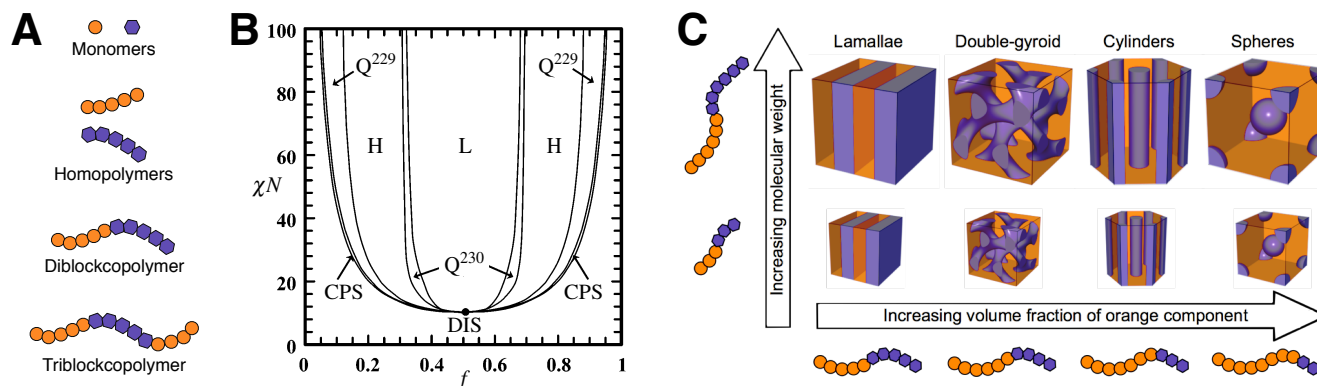 A
Monomers
Homopolymers
Diblockcopolymer
Triblockcopolymer
B
100
80
60
χN
40
20
0
Q229
Q229
H
L
H
Q230
CPS
CPS
DIS
0
0.2
0.4
0.6
0.8
1
f
C
Increasing molecular weight
Lamallae
Double-gyroid
Cylinders
Spheres
Increasing volume fraction of orange component